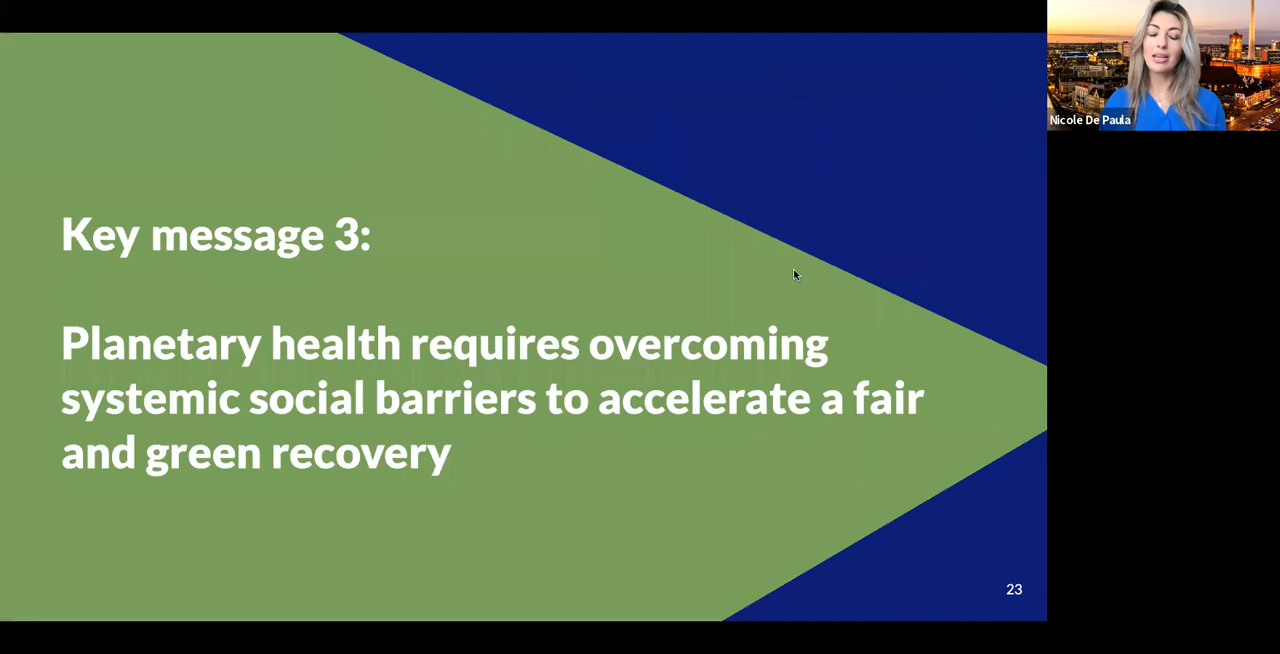 Key message 3:
Planetary health requires overcoming
systemic social barriers to accelerate a fair
and green recovery
23
Nicole De Paula